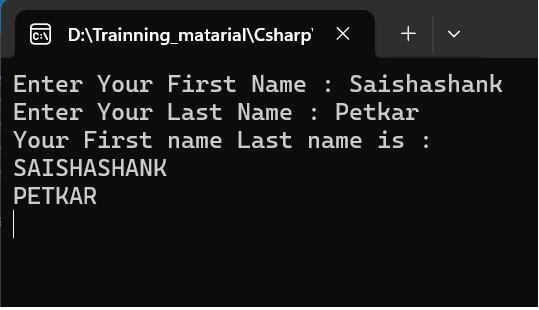 D:\Trainning_matarial\Csharp\
Enter Your First Name : Saishashank
Enter Your Last Name : Petkar
Your First name Last name is :
SAISHASHANK
PETKAR